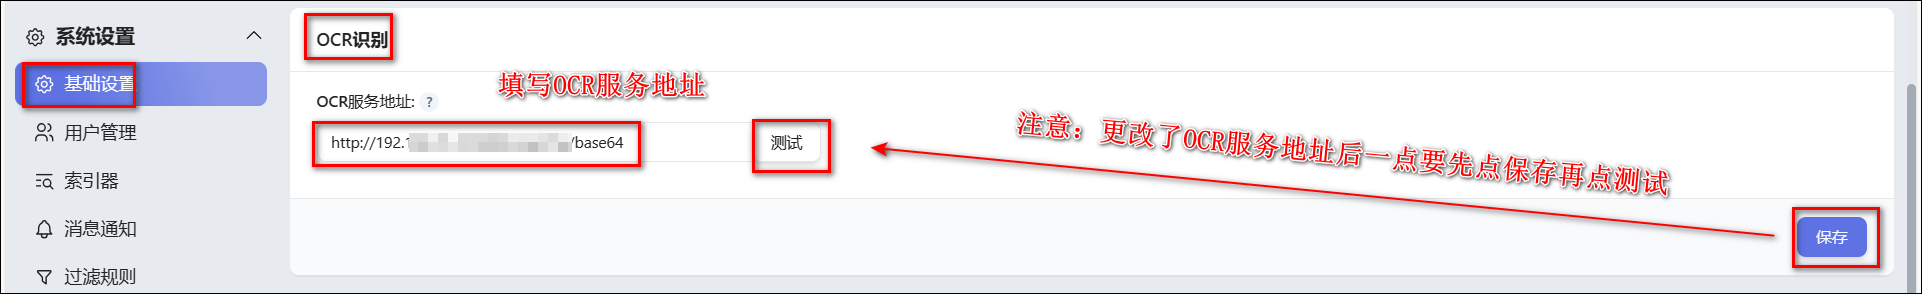 系统设置
基础设置
用户管理
索引器
消息通知
过滤规则
OCR识别
填写OCR服务地址
OCR服务地址: ?
http://192.1 /base64
测试
注意：更改了OCR服务地址后一点要先点保存再点测试
保存